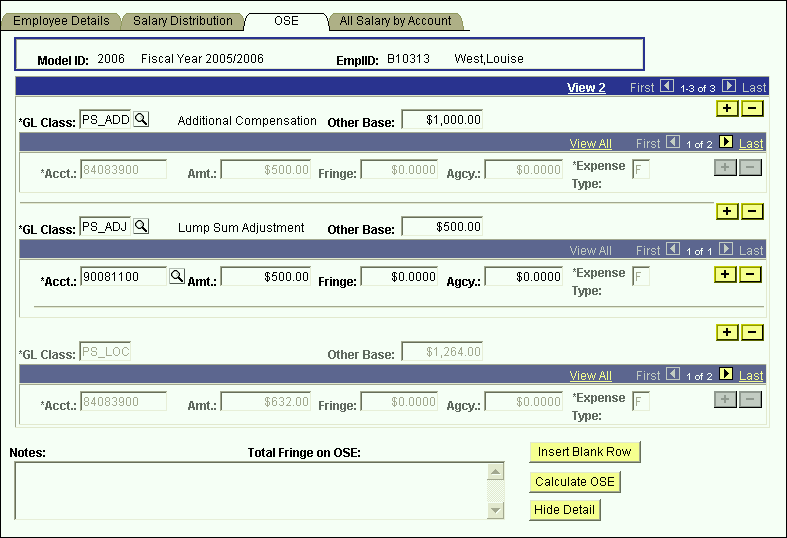 Employee Details Salary Distribution OSE All Salary by Account
Model ID: 2006 Fiscal Year 2005/2006 EmplID: B10313 West,Louise
View 2 First 1-3 of 3 Last
*GL Class: PS_ADD Additional Compensation Other Base: $1,000.00 + −
View All First 1 of 2 Last
*Acct.: 84083900 Amt.: $500.00 Fringe: $0.0000 Agcy.: $0.0000 *Expense Type: F + −
*GL Class: PS_ADJ Lump Sum Adjustment Other Base: $500.00 + −
View All First 1 of 1 Last
*Acct.: 90081100 Amt.: $500.00 Fringe: $0.0000 Agcy.: $0.0000 *Expense Type: F + −
*GL Class: PS_LOC Other Base: $1,264.00 + −
View All First 1 of 2 Last
*Acct.: 84083900 Amt.: $632.00 Fringe: $0.0000 Agcy.: $0.0000 *Expense Type: F + −
Notes: Total Fringe on OSE:
Insert Blank Row
Calculate OSE
Hide Detail